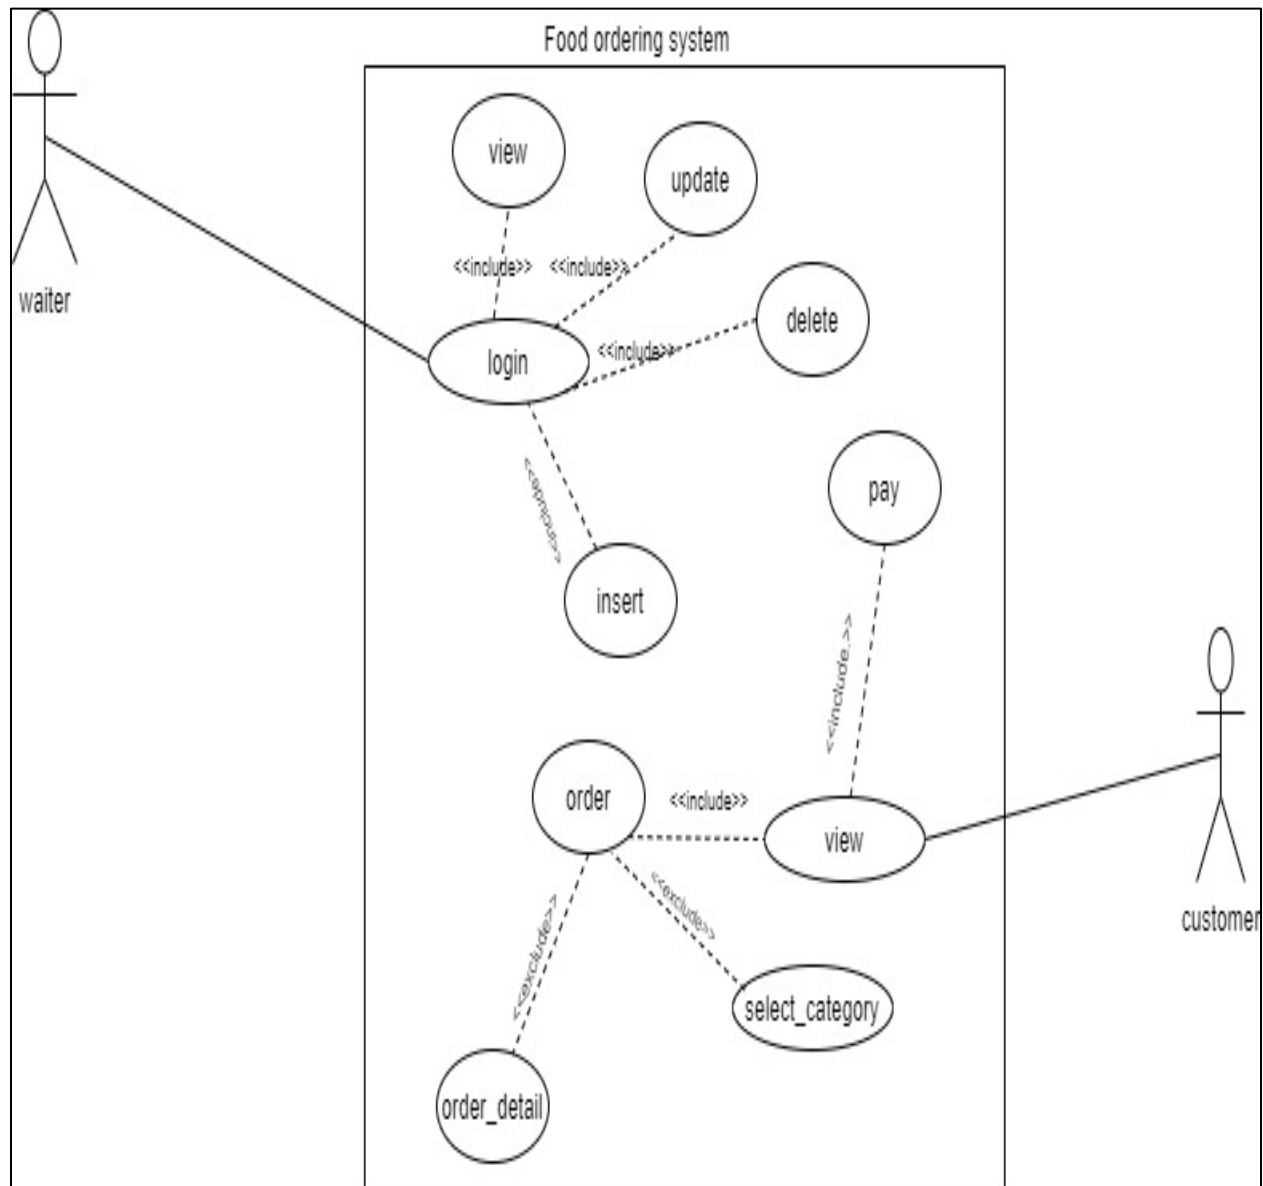 Food ordering system
view
update
<<include>>
<<include>>
delete
waiter
<<include>>
login
pay
<<include>>
insert
<<include.>>
order
<<include>>
view
<<exclude>>
customer
<<exclude>>
select_category
order_detail